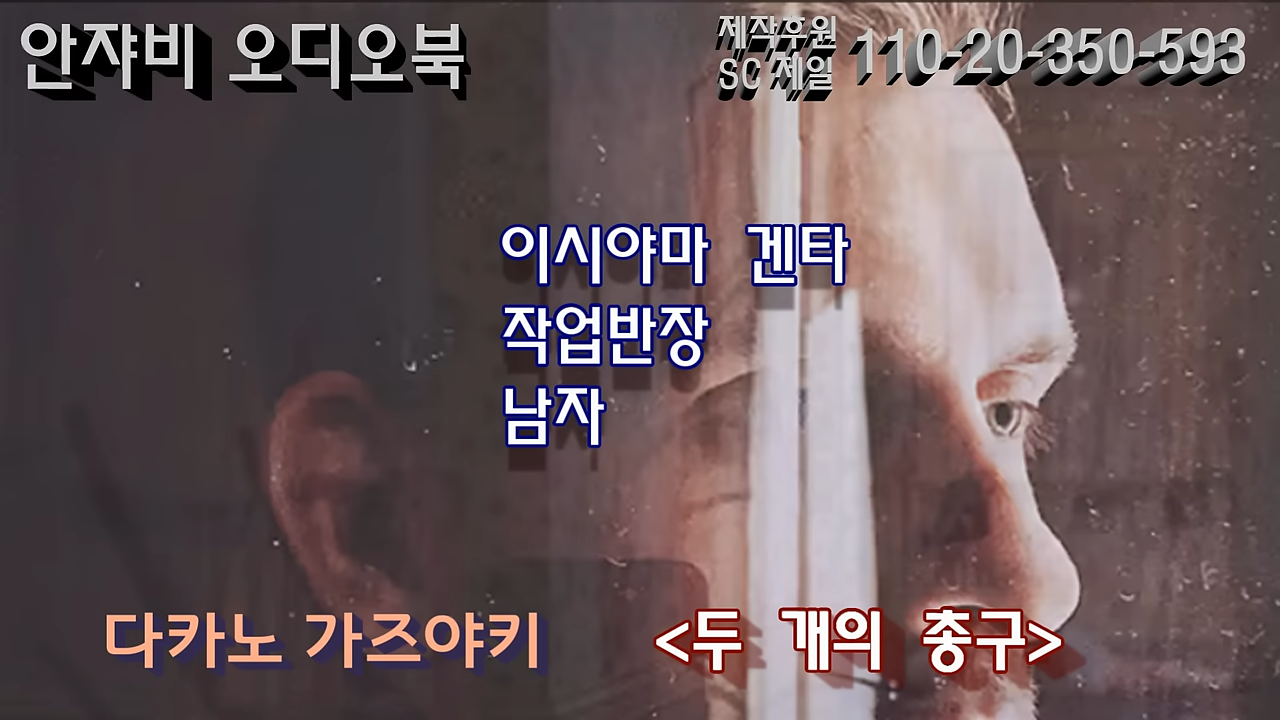 안쟈비 오디오북
제작후원
SC 제일
110-20-350-593
이시야마 겐타
작업반장
남자
다카노 가즈야키
<두 개의 총구>